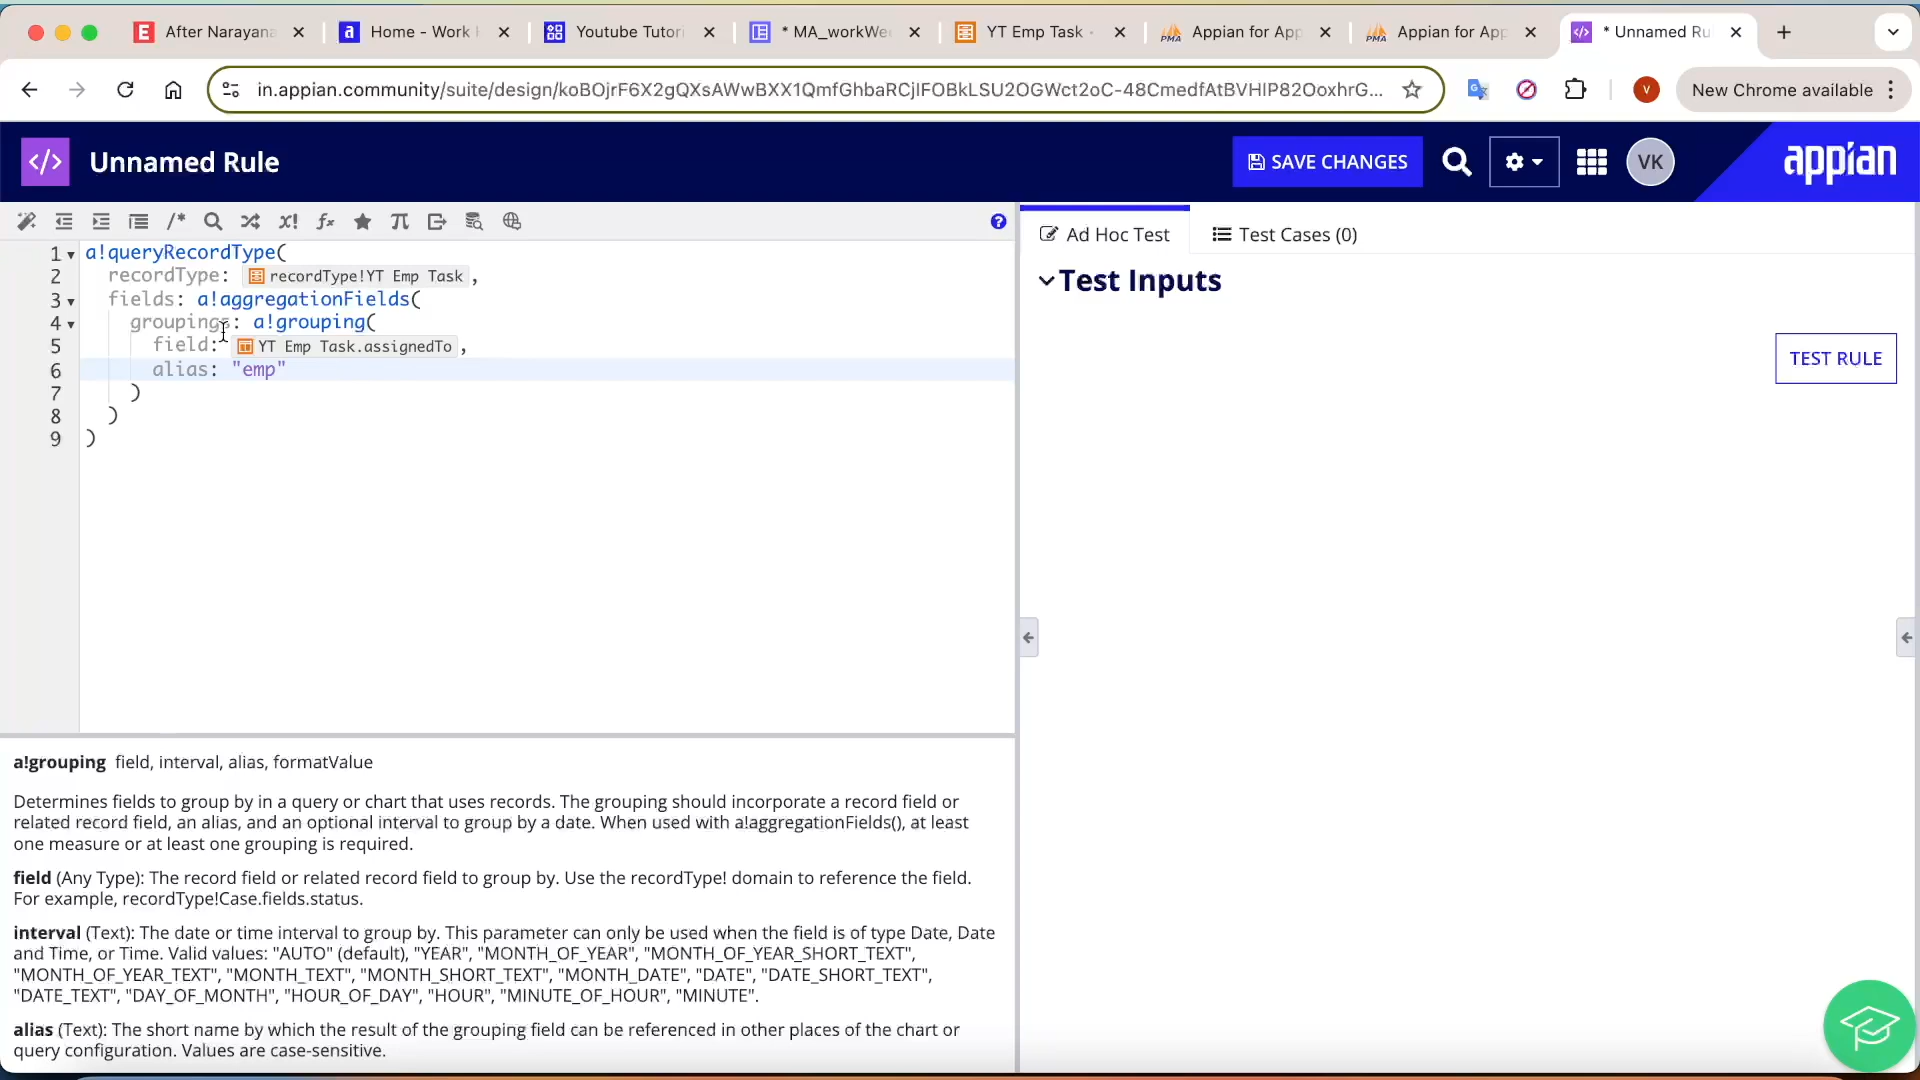 After Narayana
Home - Work
Youtube Tutor
* MA_workWe
YT Emp Task -
Appian for App
Appian for App
* Unnamed Ru
in.appian.community/suite/design/koBOjrF6X2gQXsAWwBXX1QmfGhbaRCjIFOBkLSU2OGWct2oC-48CmedfAtBVHIP82OoxhrG...
V
New Chrome available
Unnamed Rule
SAVE CHANGES
VK
appian
1 a!queryRecordType(
2 recordType: recordType!YT Emp Task,
3 fields: a!aggregationFields(
4 groupings: a!grouping(
5 field: YT Emp Task.assignedTo,
6 alias: "emp"
7 )
8 )
9 )
Ad Hoc Test
Test Cases (0)
Test Inputs
TEST RULE
a!grouping field, interval, alias, formatValue
Determines fields to group by in a query or chart that uses records. The grouping should incorporate a record field or
related record field, an alias, and an optional interval to group by a date. When used with a!aggregationFields(), at least
one measure or at least one grouping is required.
field (Any Type): The record field or related record field to group by. Use the recordType! domain to reference the field.
For example, recordType!Case.fields.status.
interval (Text): The date or time interval to group by. This parameter can only be used when the field is of type Date, Date
and Time, or Time. Valid values: "AUTO" (default), "YEAR", "MONTH_OF_YEAR", "MONTH_OF_YEAR_SHORT_TEXT",
"MONTH_OF_YEAR_TEXT", "MONTH_TEXT", "MONTH_SHORT_TEXT", "MONTH_DATE", "DATE", "DATE_SHORT_TEXT",
"DATE_TEXT", "DAY_OF_MONTH", "HOUR_OF_DAY", "HOUR", "MINUTE_OF_HOUR", "MINUTE".
alias (Text): The short name by which the result of the grouping field can be referenced in other places of the chart or
query configuration. Values are case-sensitive.